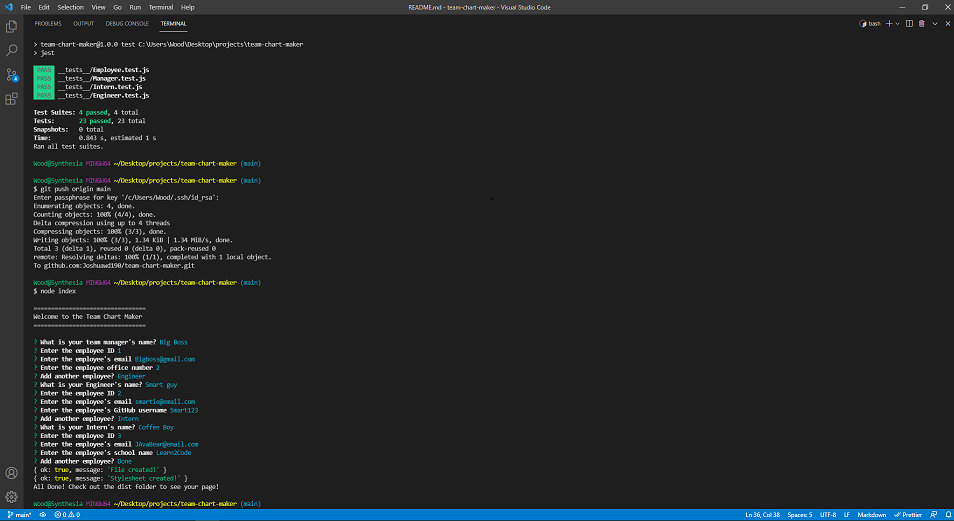 File Edit Selection View Go Run Terminal Help README.md - team-chart-maker - Visual Studio Code
PROBLEMS OUTPUT DEBUG CONSOLE TERMINAL bash
> team-chart-maker@1.0.0 test C:\Users\Wood\Desktop\projects\team-chart-maker
> jest
PASS __tests__/Employee.test.js
PASS __tests__/Manager.test.js
PASS __tests__/Intern.test.js
PASS __tests__/Engineer.test.js
Test Suites: 4 passed, 4 total
Tests: 23 passed, 23 total
Snapshots: 0 total
Time: 0.843 s, estimated 1 s
Ran all test suites.
Wood@Synthesia MINGW64 ~/Desktop/projects/team-chart-maker (main)
Wood@Synthesia MINGW64 ~/Desktop/projects/team-chart-maker (main)
$ git push origin main
Enter passphrase for key '/c/Users/Wood/.ssh/id_rsa':
Enumerating objects: 4, done.
Counting objects: 100% (4/4), done.
Delta compression using up to 4 threads
Compressing objects: 100% (3/3), done.
Writing objects: 100% (3/3), 1.34 KiB | 1.34 MiB/s, done.
Total 3 (delta 1), reused 0 (delta 0), pack-reused 0
remote: Resolving deltas: 100% (1/1), completed with 1 local object.
To github.com:Joshuawd190/team-chart-maker.git
Wood@Synthesia MINGW64 ~/Desktop/projects/team-chart-maker (main)
$ node index
================================
Welcome to the Team Chart Maker
================================
? What is your team manager's name? Big Boss
? Enter the employee ID 1
? Enter the employee's email Bigboss@gmail.com
? Enter the employee office number 2
? Add another employee? Engineer
? What is your Engineer's name? Smart guy
? Enter the employee ID 2
? Enter the employee's email smartie@email.com
? Enter the employee's GitHub username Smart123
? Add another employee? Intern
? What is your Intern's name? Coffee Boy
? Enter the employee ID 3
? Enter the employee's email JAvaBear@email.com
? Enter the employee's school name Learn2Code
? Add another employee? Done
{ ok: true, message: 'File created!' }
{ ok: true, message: 'Stylesheet created!' }
All Done! Check out the dist folder to see your page!
Wood@Synthesia MINGW64 ~/Desktop/projects/team-chart-maker (main)
main* 0 0 Ln 36, Col 38 Spaces: 5 UTF-8 LF Markdown Prettier